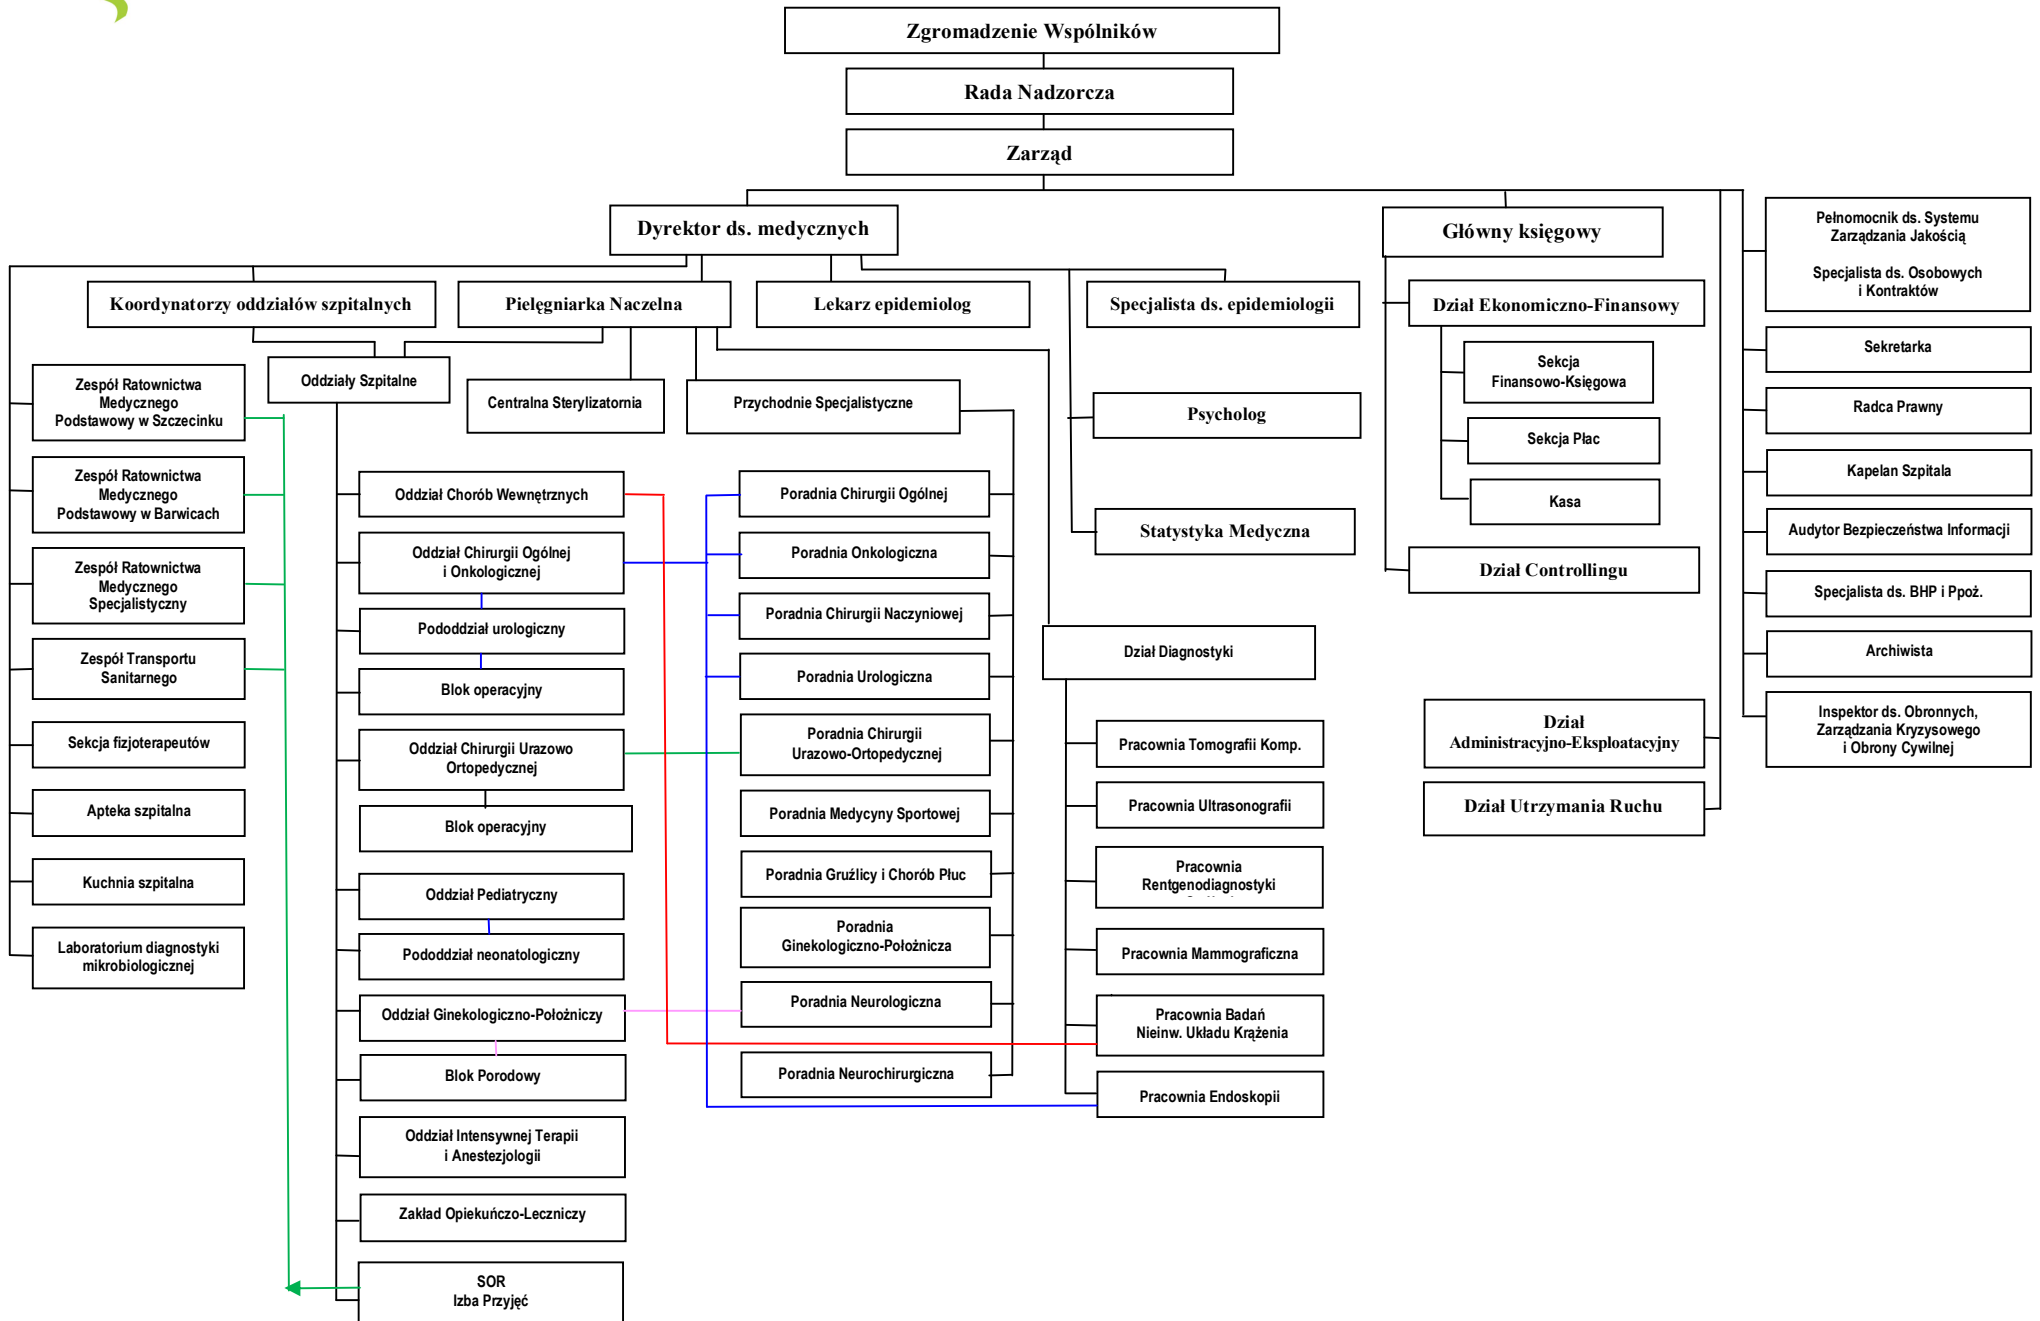 Zgromadzenie Wspólników
Rada Nadzorcza
Zarząd
Dyrektor ds. medycznych
Główny księgowy
Pełnomocnik ds. Systemu
Zarządzania Jakością
Specjalista ds. Osobowych
i Kontraktów
Koordynatorzy oddziałów szpitalnych
Pielęgniarka Naczelna
Lekarz epidemiolog
Specjalista ds. epidemiologii
Dział Ekonomiczno-Finansowy
Sekcja
Finansowo-Księgowa
Sekcja Płac
Kasa
Dział Controllingu
Sekretarka
Radca Prawny
Kapelan Szpitala
Audytor Bezpieczeństwa Informacji
Specjalista ds. BHP i Ppoż.
Archiwista
Inspektor ds. Obronnych,
Zarządzania Kryzysowego
i Obrony Cywilnej
Dział
Administracyjno-Eksploatacyjny
Dział Utrzymania Ruchu
Zespół Ratownictwa
Medycznego
Podstawowy w Szczecinku
Zespół Ratownictwa
Medycznego
Podstawowy w Barwicach
Zespół Ratownictwa
Medycznego
Specjalistyczny
Zespół Transportu
Sanitarnego
Sekcja fizjoterapeutów
Apteka szpitalna
Kuchnia szpitalna
Laboratorium diagnostyki
mikrobiologicznej
Oddziały Szpitalne
Centralna Sterylizatornia
Przychodnie Specjalistyczne
Psycholog
Statystyka Medyczna
Oddział Chorób Wewnętrznych
Oddział Chirurgii Ogólnej
i Onkologicznej
Pododdział urologiczny
Blok operacyjny
Oddział Chirurgii Urazowo
Ortopedycznej
Blok operacyjny
Oddział Pediatryczny
Pododdział neonatologiczny
Oddział Ginekologiczno-Położniczy
Blok Porodowy
Oddział Intensywnej Terapii
i Anestezjologii
Zakład Opiekuńczo-Leczniczy
SOR
Izba Przyjęć
Poradnia Chirurgii Ogólnej
Poradnia Onkologiczna
Poradnia Chirurgii Naczyniowej
Poradnia Urologiczna
Poradnia Chirurgii
Urazowo-Ortopedycznej
Poradnia Medycyny Sportowej
Poradnia Gruźlicy i Chorób Płuc
Poradnia
Ginekologiczno-Położnicza
Poradnia Neurologiczna
Poradnia Neurochirurgiczna
Dział Diagnostyki
Pracownia Tomografii Komp.
Pracownia Ultrasonografii
Pracownia
Rentgenodiagnostyki
Pracownia Mammograficzna
Pracownia Badań
Nieinw. Układu Krążenia
Pracownia Endoskopii